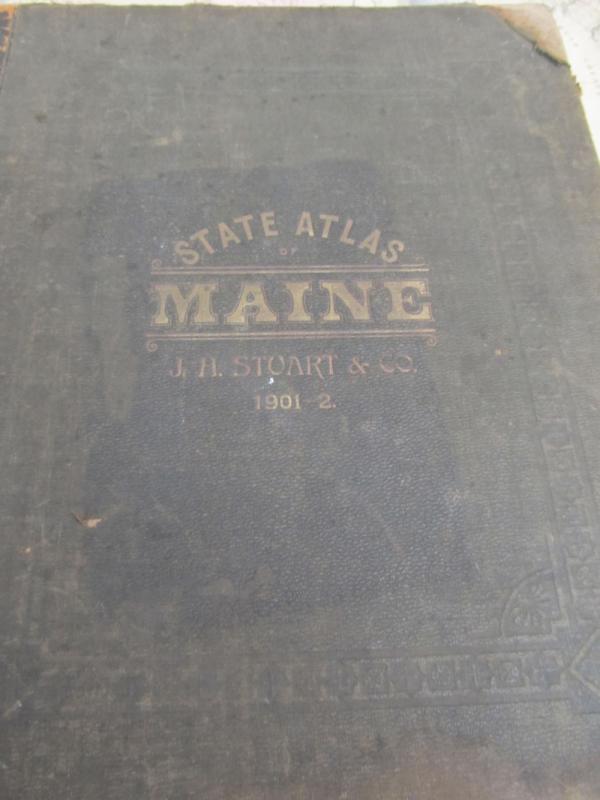 STATE ATLAS
OF
MAINE
J. H. STUART & CO.
1901-2.